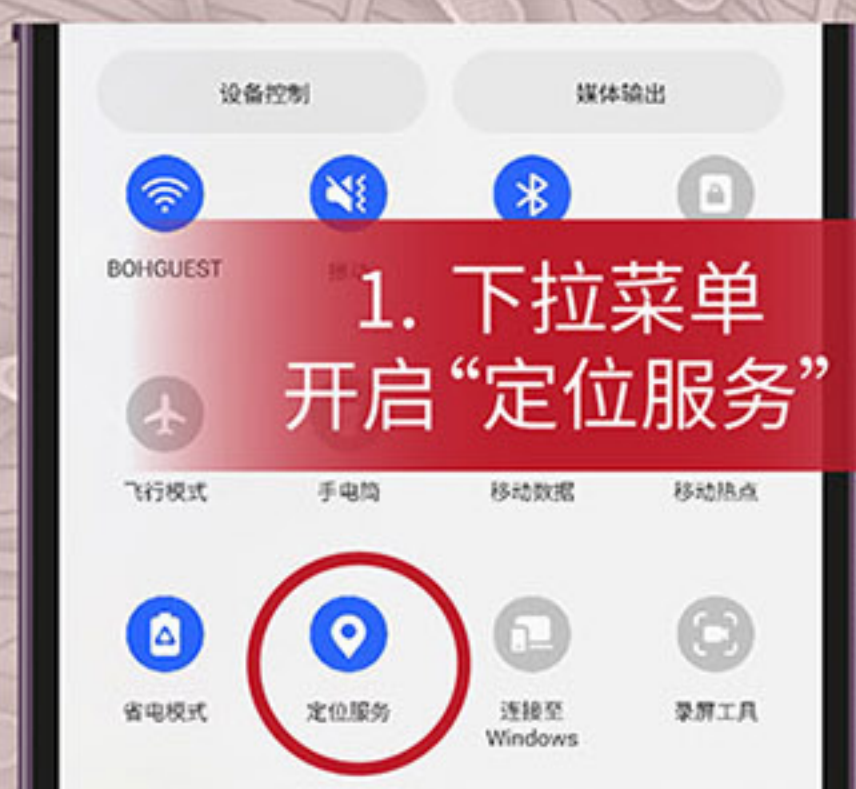 设备控制 媒体输出
BOHGUEST
1. 下拉菜单
开启“定位服务”
飞行模式 手电筒 移动数据 移动热点
省电模式 定位服务 连接至 录屏工具
Windows